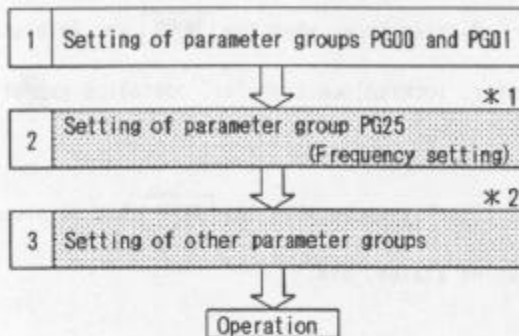 1 Setting of parameter groups PG00 and PG01
*1
2 Setting of parameter group PG25
(Frequency setting)
*2
3 Setting of other parameter groups
Operation